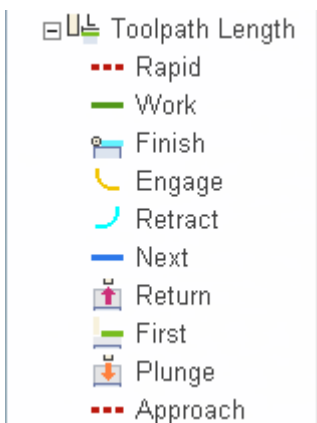 Toolpath Length
Rapid
Work
Finish
Engage
Retract
Next
Return
First
Plunge
Approach